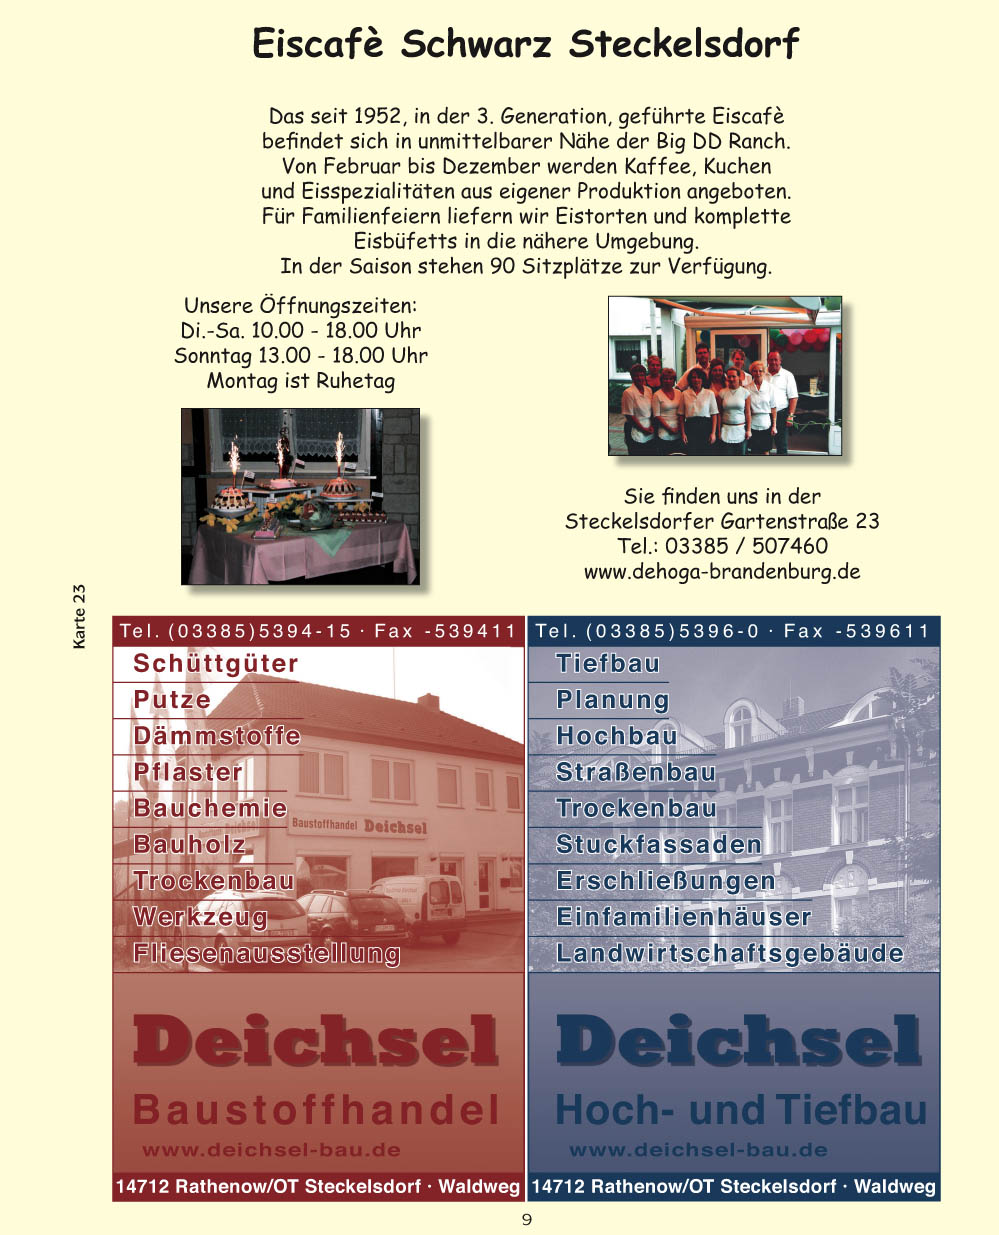 Eiscafè Schwarz Steckelsdorf
Das seit 1952, in der 3. Generation, geführte Eiscafè
befindet sich in unmittelbarer Nähe der Big DD Ranch.
Von Februar bis Dezember werden Kaffee, Kuchen
und Eisspezialitäten aus eigener Produktion angeboten.
Für Familienfeiern liefern wir Eistorten und komplette
Eisbüfetts in die nähere Umgebung.
In der Saison stehen 90 Sitzplätze zur Verfügung.
Unsere Öffnungszeiten:
Di.-Sa. 10.00 - 18.00 Uhr
Sonntag 13.00 - 18.00 Uhr
Montag ist Ruhetag
Sie finden uns in der
Steckelsdorfer Gartenstraße 23
Tel.: 03385 / 507460
www.dehoga-brandenburg.de
Karte 23
Tel. (03385)5394-15 · Fax -539411
Schüttgüter
Putze
Dämmstoffe
Pflaster
Bauchemie
Bauholz
Trockenbau
Werkzeug
Fliesenausstellung
Baustoffhandel Deichsel
Deichsel
Baustoffhandel
www.deichsel-bau.de
14712 Rathenow/OT Steckelsdorf · Waldweg
Tel. (03385)5396-0 · Fax -539611
Tiefbau
Planung
Hochbau
Straßenbau
Trockenbau
Stuckfassaden
Erschließungen
Einfamilienhäuser
Landwirtschaftsgebäude
Deichsel
Hoch- und Tiefbau
www.deichsel-bau.de
14712 Rathenow/OT Steckelsdorf · Waldweg
9